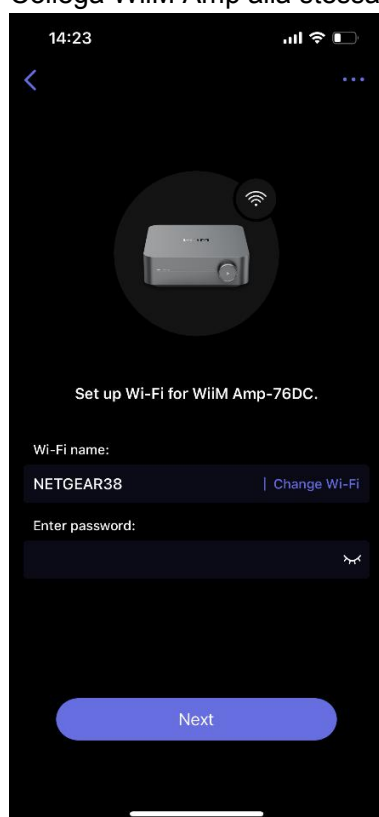 Collega WiiM Amp alla stessa
14:23
Set up Wi-Fi for WiiM Amp-76DC.
Wi-Fi name:
NETGEAR38 | Change Wi-Fi
Enter password:
Next